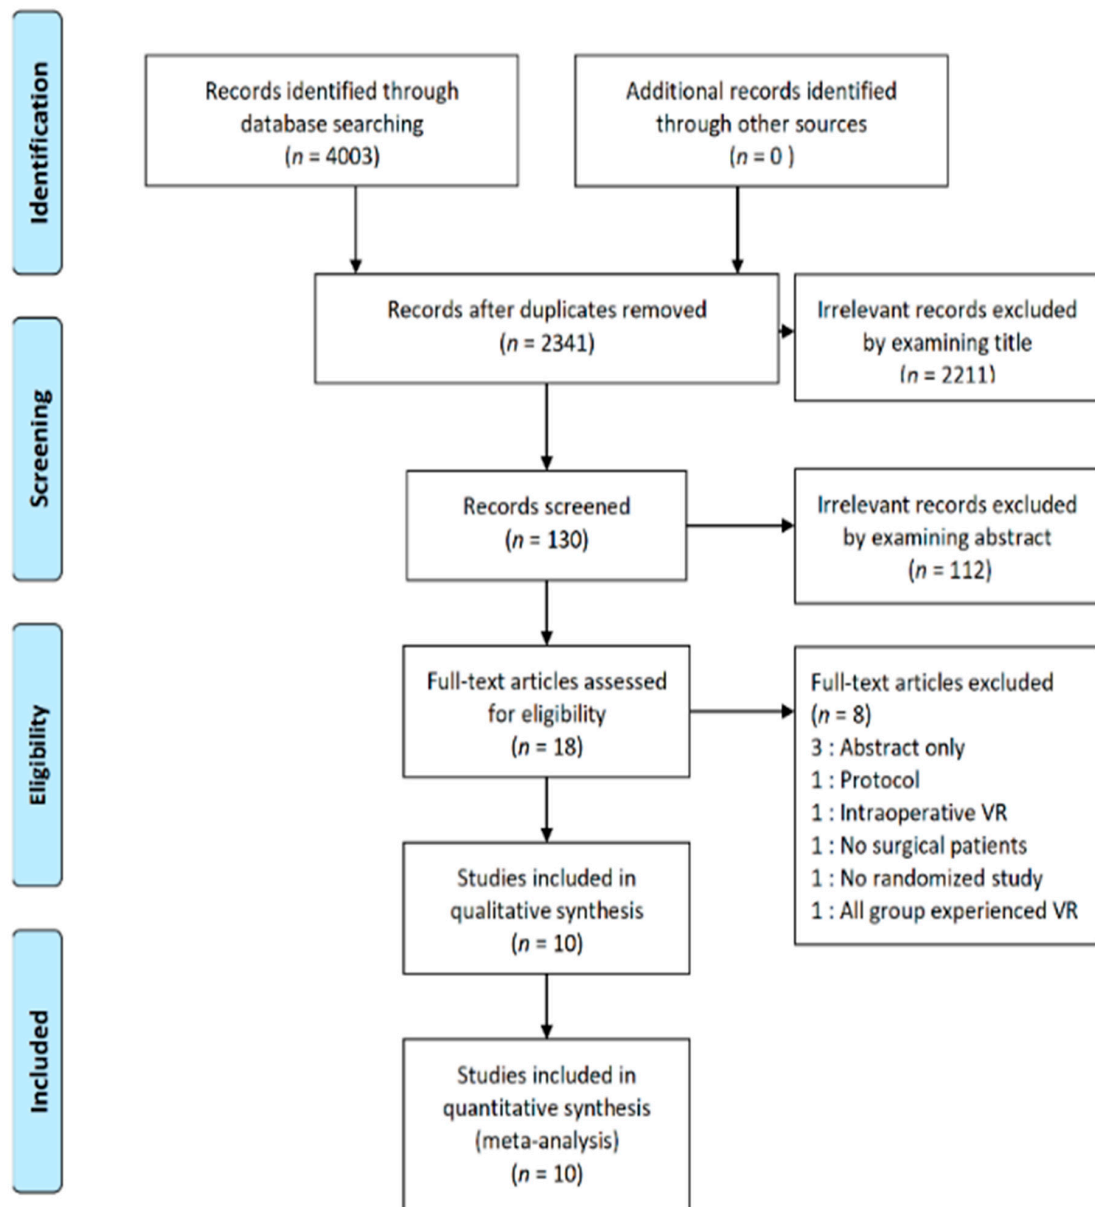 Identification
Records identified through
database searching
(n = 4003)
Additional records identified
through other sources
(n = 0 )
Records after duplicates removed
(n = 2341)
Irrelevant records excluded
by examining title
(n = 2211)
Screening
Records screened
(n = 130)
Irrelevant records excluded
by examining abstract
(n = 112)
Eligibility
Full-text articles assessed
for eligibility
(n = 18)
Full-text articles excluded
(n = 8)
3 : Abstract only
1 : Protocol
1 : Intraoperative VR
1 : No surgical patients
1 : No randomized study
1 : All group experienced VR
Studies included in
qualitative synthesis
(n = 10)
Included
Studies included in
quantitative synthesis
(meta-analysis)
(n = 10)